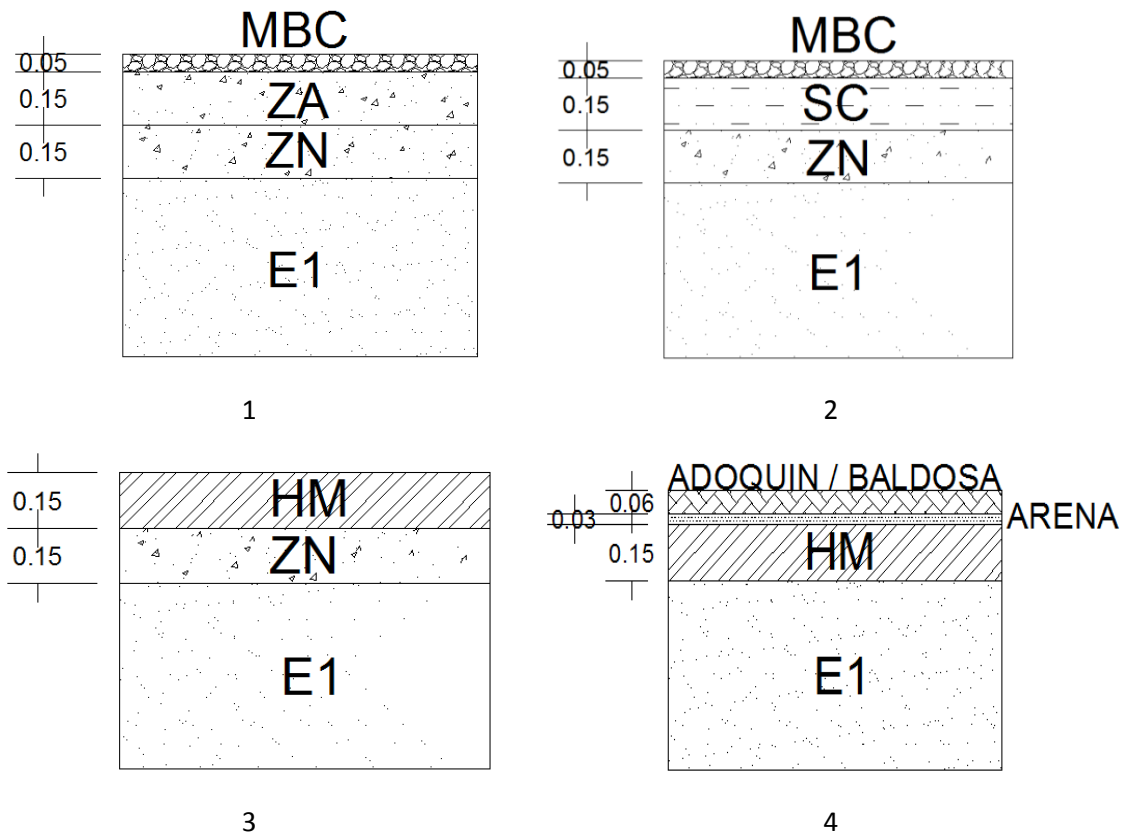 MBC
0.05
ZA
0.15
ZN
0.15
E1
1
MBC
0.05
SC
0.15
ZN
0.15
E1
2
HM
0.15
ZN
0.15
E1
3
ADOQUIN / BALDOSA
0.06
0.03
ARENA
HM
0.15
E1
4